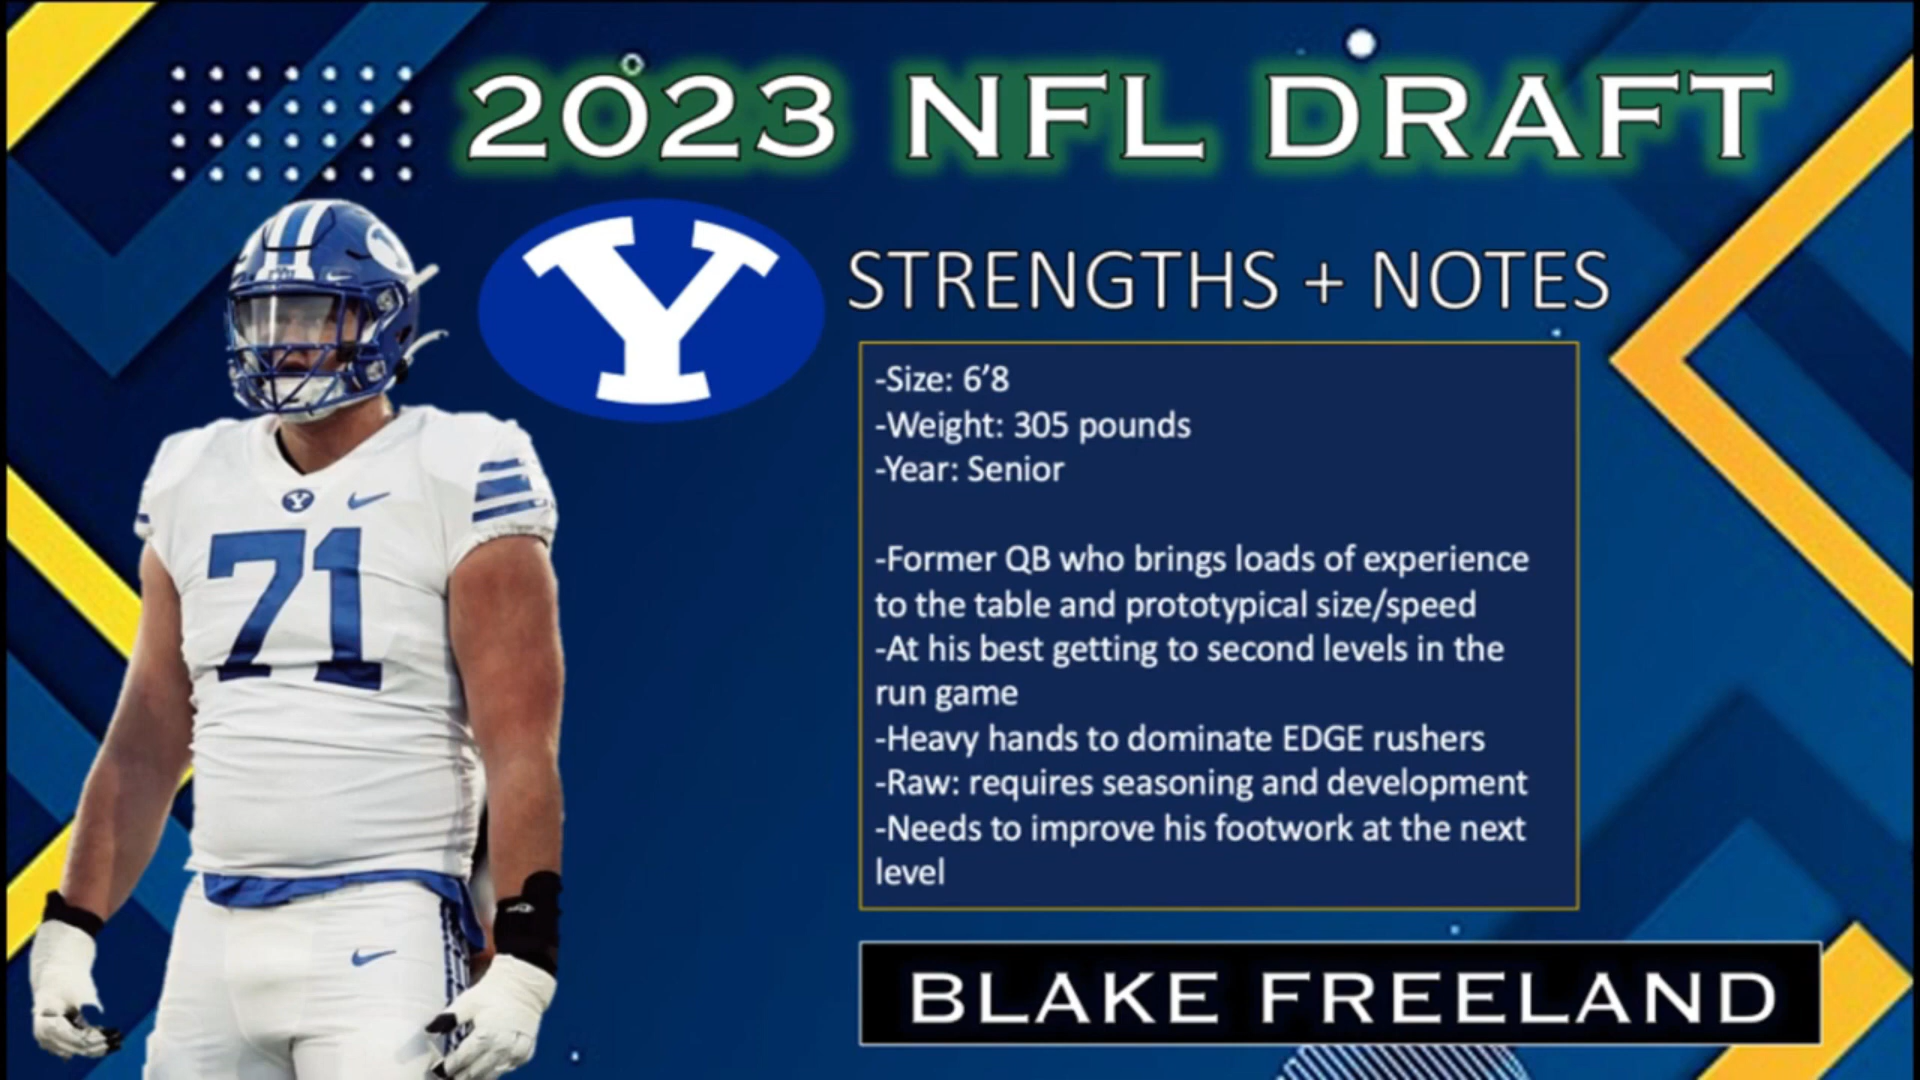 2023 NFL DRAFT
Y
STRENGTHS + NOTES
-Size: 6’8
-Weight: 305 pounds
-Year: Senior
-Former QB who brings loads of experience
to the table and prototypical size/speed
-At his best getting to second levels in the
run game
-Heavy hands to dominate EDGE rushers
-Raw: requires seasoning and development
-Needs to improve his footwork at the next
level
Y
71
BLAKE FREELAND